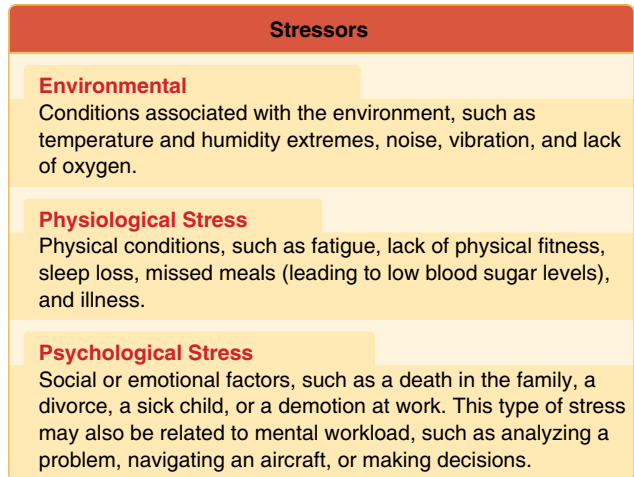 Stressors
Environmental
Conditions associated with the environment, such as
temperature and humidity extremes, noise, vibration, and lack
of oxygen.
Physiological Stress
Physical conditions, such as fatigue, lack of physical fitness,
sleep loss, missed meals (leading to low blood sugar levels),
and illness.
Psychological Stress
Social or emotional factors, such as a death in the family, a
divorce, a sick child, or a demotion at work. This type of stress
may also be related to mental workload, such as analyzing a
problem, navigating an aircraft, or making decisions.